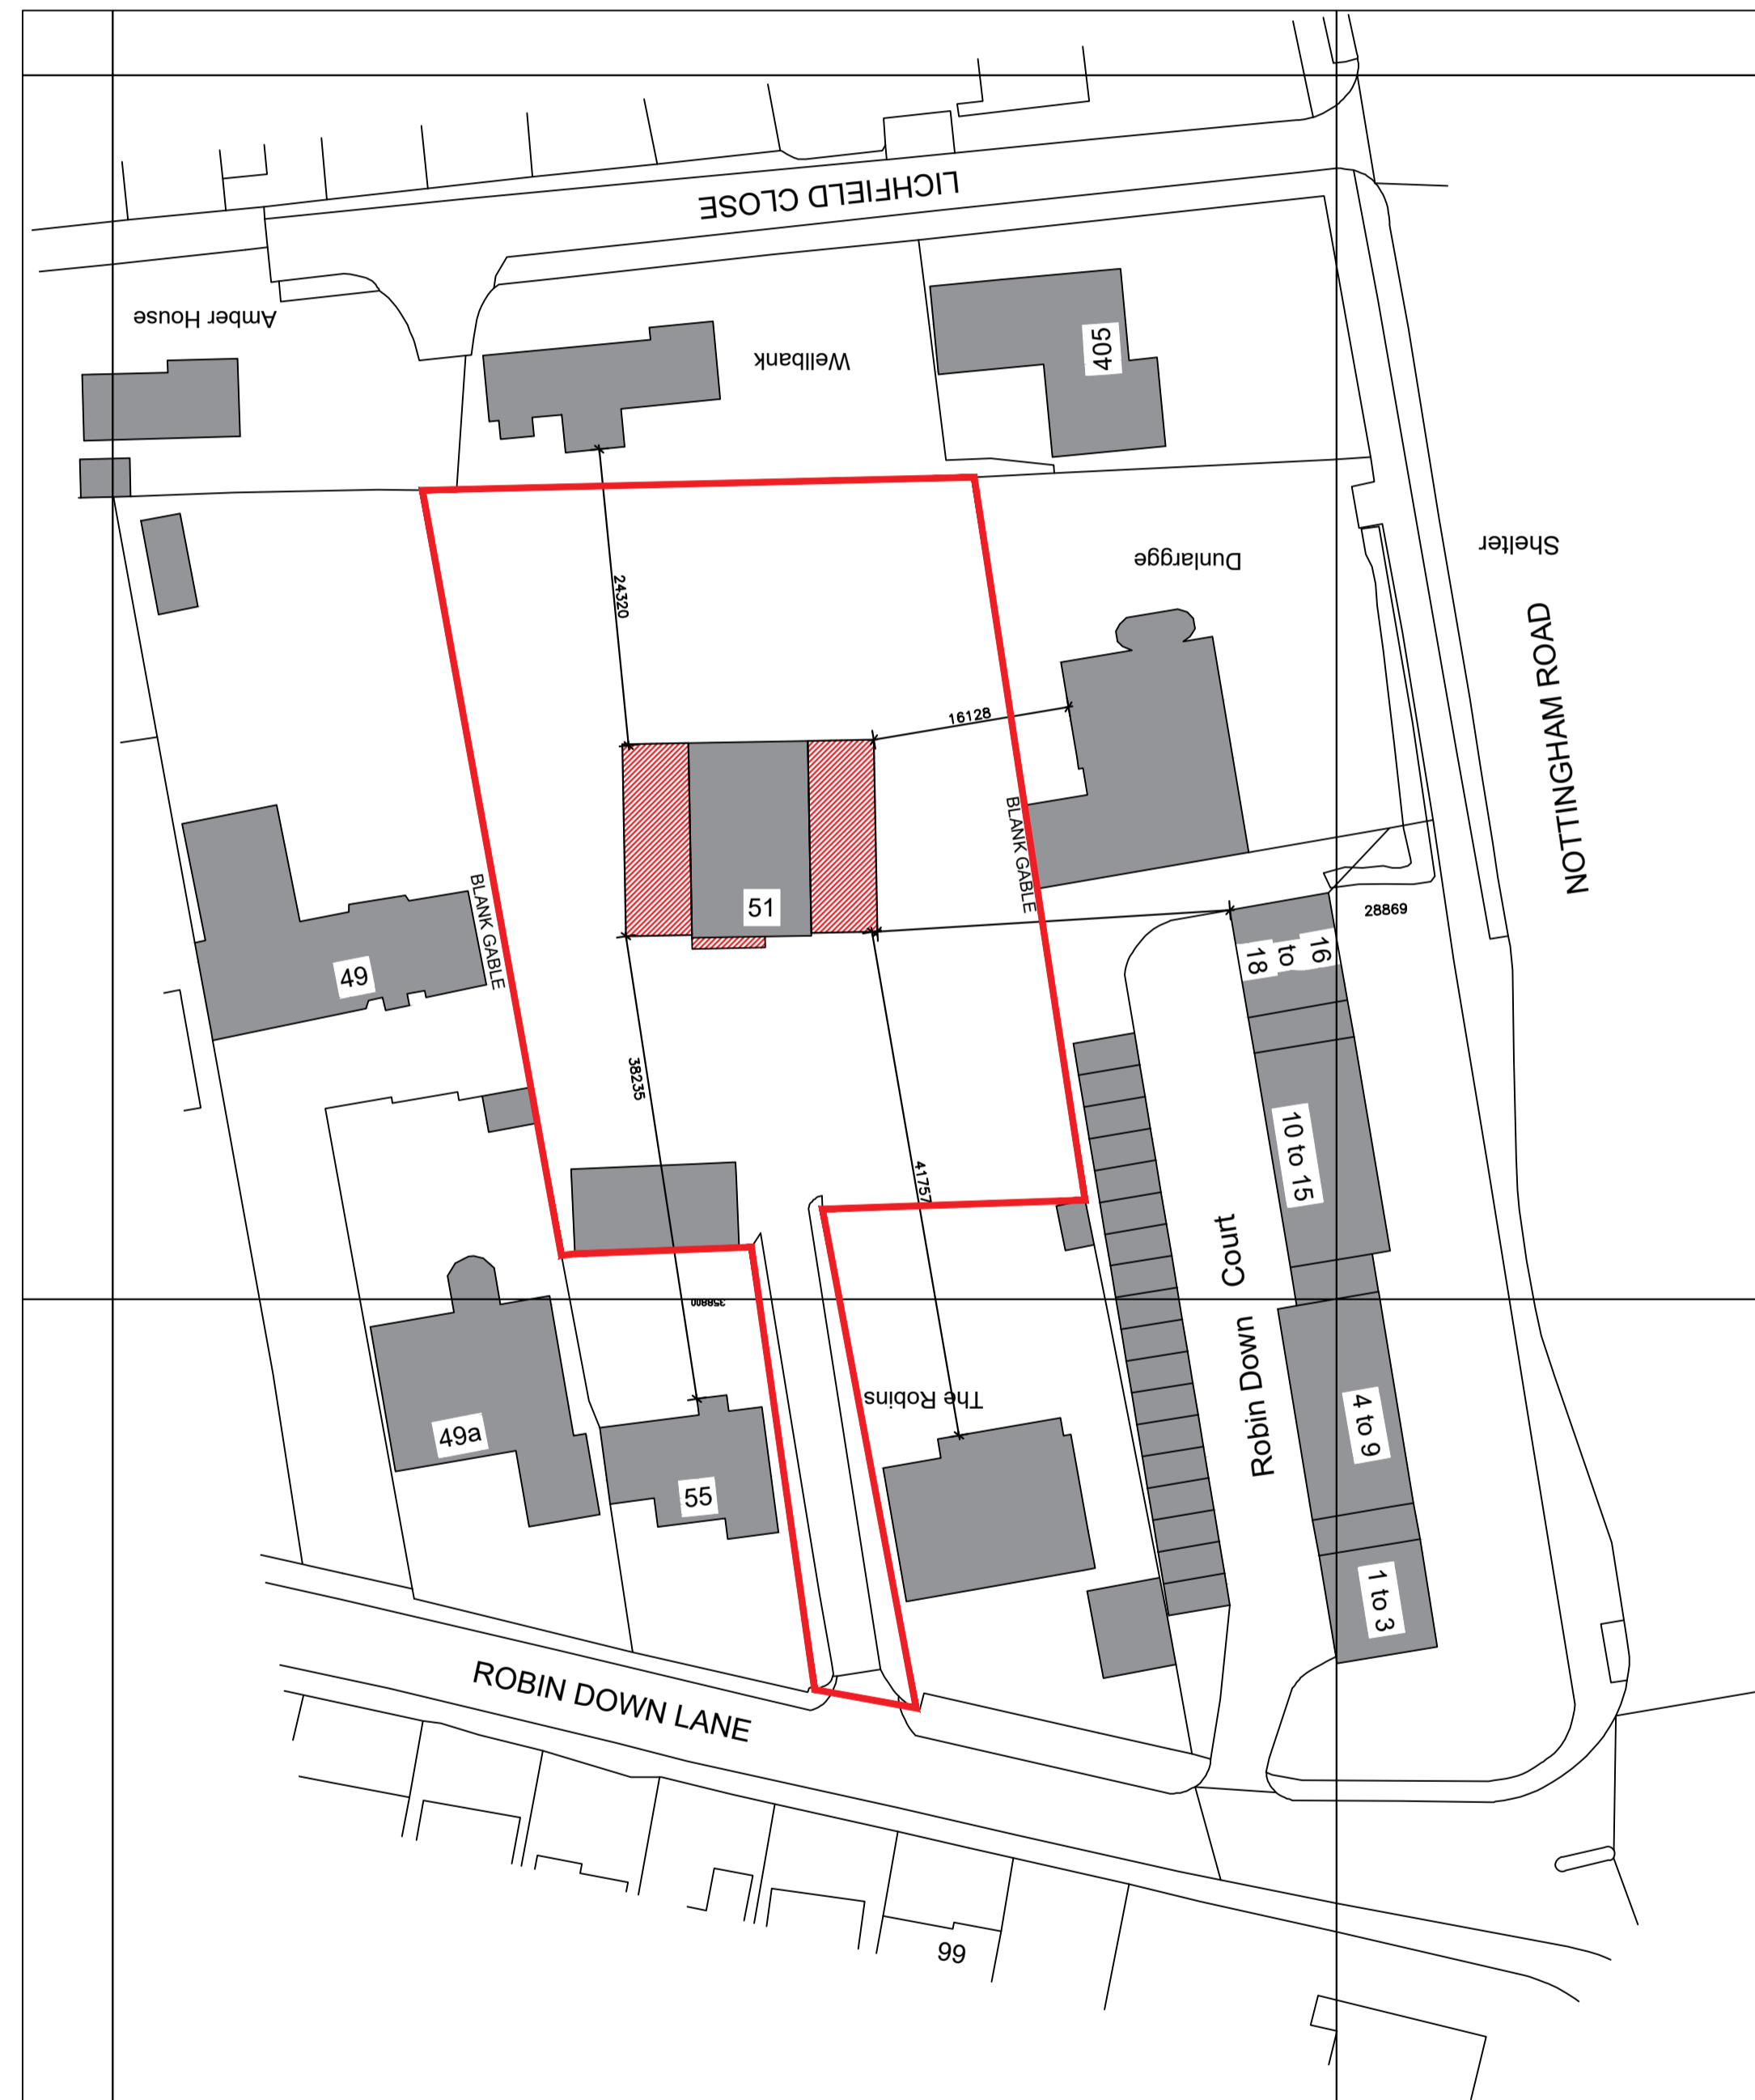 LICHFIELD CLOSE
Amber House
Wellbank
405
Dunlargge
Shelter
NOTTINGHAM ROAD
24320
16128
BLANK GABLE
51
BLANK GABLE
49
28869
18
to
16
38235
41757
10 to 15
Robin Down Court
358800
The Robins
49a
55
4 to 9
1 to 3
ROBIN DOWN LANE
99